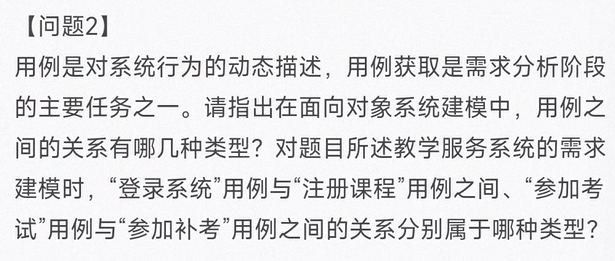 【问题2】
用例是对系统行为的动态描述，用例获取是需求分析阶段
的主要任务之一。请指出在面向对象系统建模中，用例之
间的关系有哪几种类型？对题目所述教学服务系统的需求
建模时，“登录系统”用例与“注册课程”用例之间、“参加考
试”用例与“参加补考”用例之间的关系分别属于哪种类型？